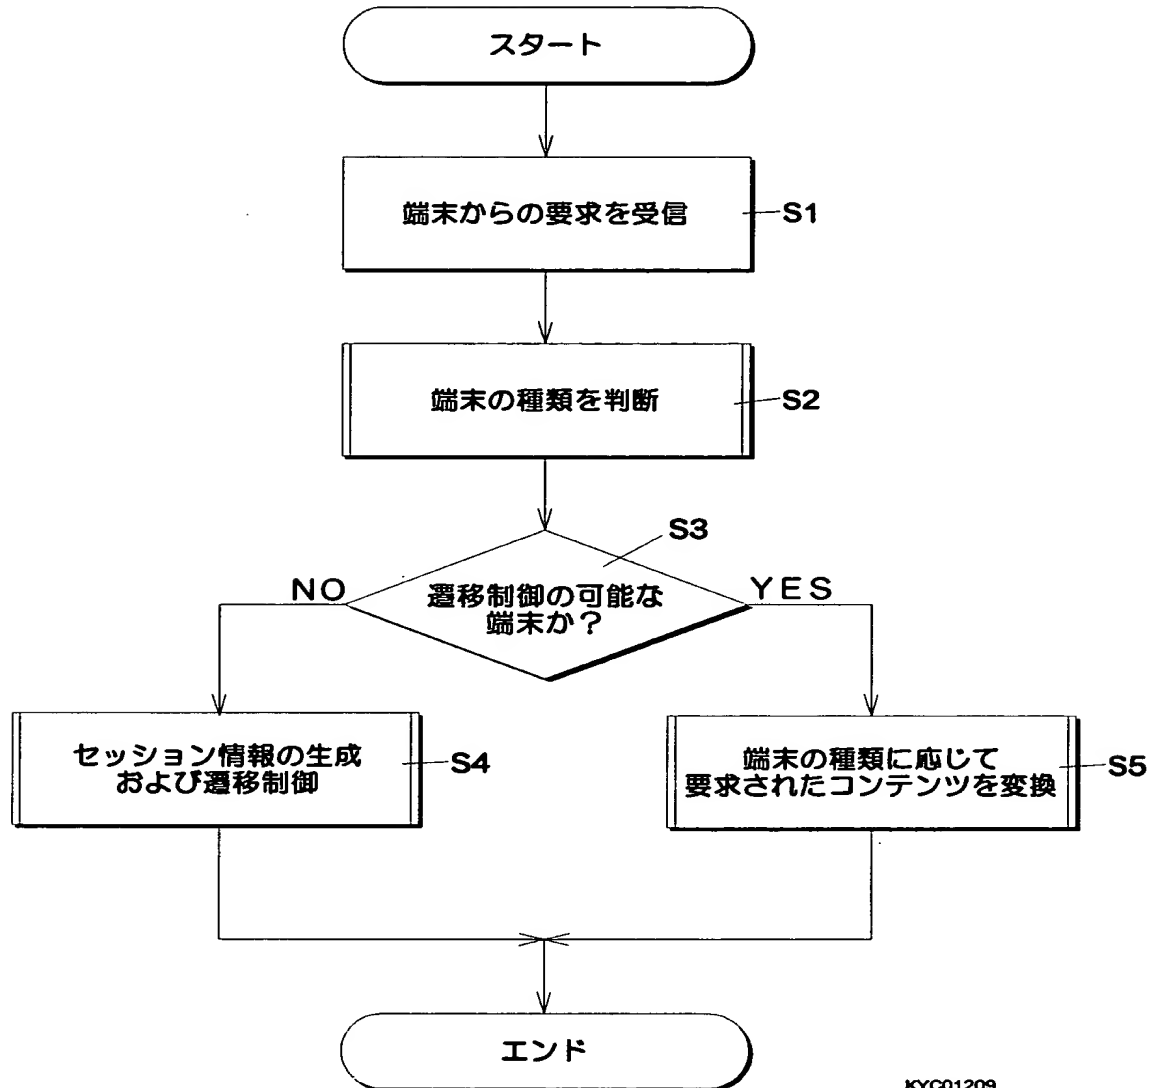 スタート
端末からの要求を受信
S1
端末の種類を判断
S2
S3
NO
YES
遷移制御の可能な
端末か?
セッション情報の生成
および遷移制御
S4
端末の種類に応じて
要求されたコンテンツを変換
S5
エンド
KYC01209